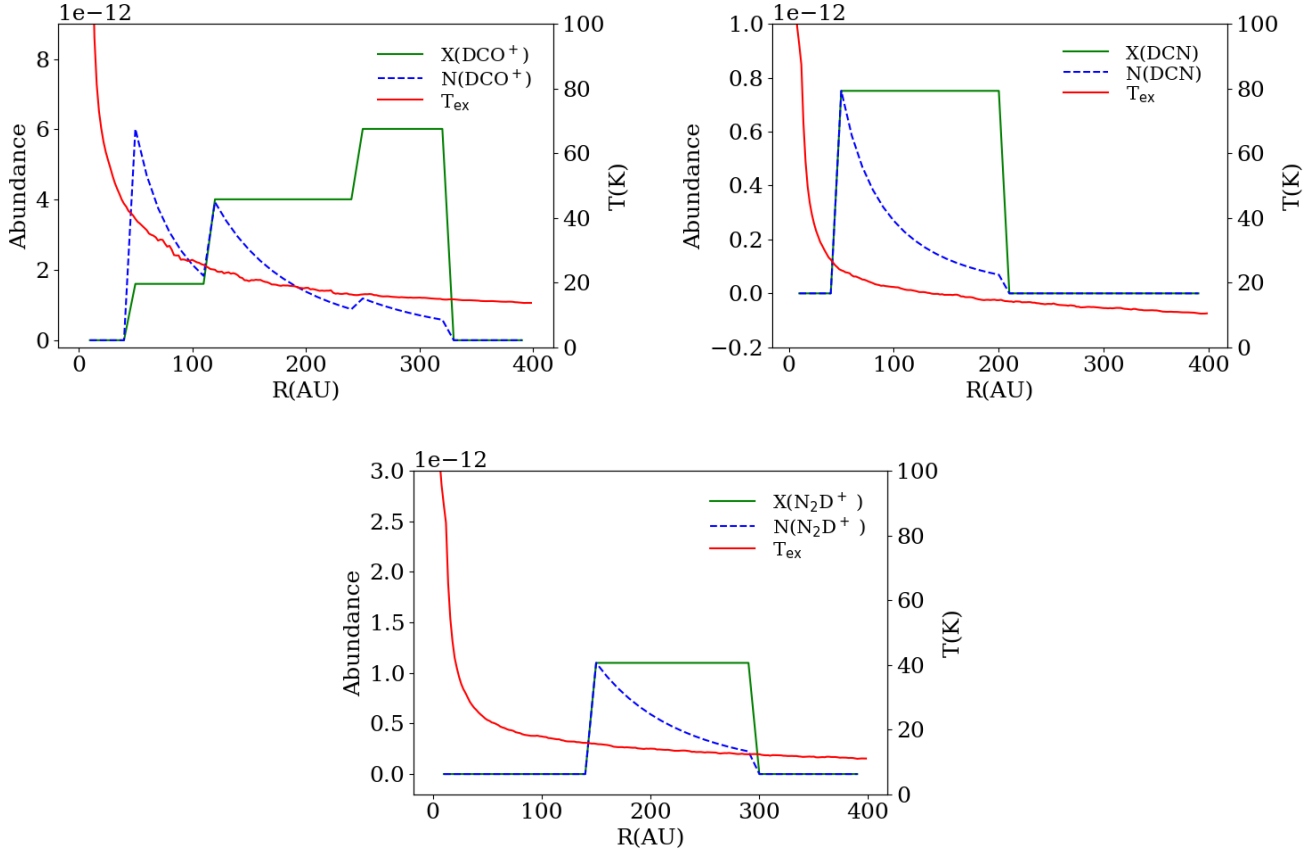 1e−12
8
6
4
2
0
Abundance
100
80
60
40
20
0
T(K)
X(DCO⁺)
N(DCO⁺)
Tₑₓ
100 200 300 400
R(AU)
1e−12
1.0
0.8
0.6
0.4
0.2
0.0
−0.2
Abundance
100
80
60
40
20
0
T(K)
X(DCN)
N(DCN)
Tₑₓ
0 100 200 300 400
R(AU)
1e−12
3.0
2.5
2.0
1.5
1.0
0.5
0.0
Abundance
100
80
60
40
20
0
T(K)
X(N₂D⁺ )
N(N₂D⁺ )
Tₑₓ
0 100 200 300 400
R(AU)